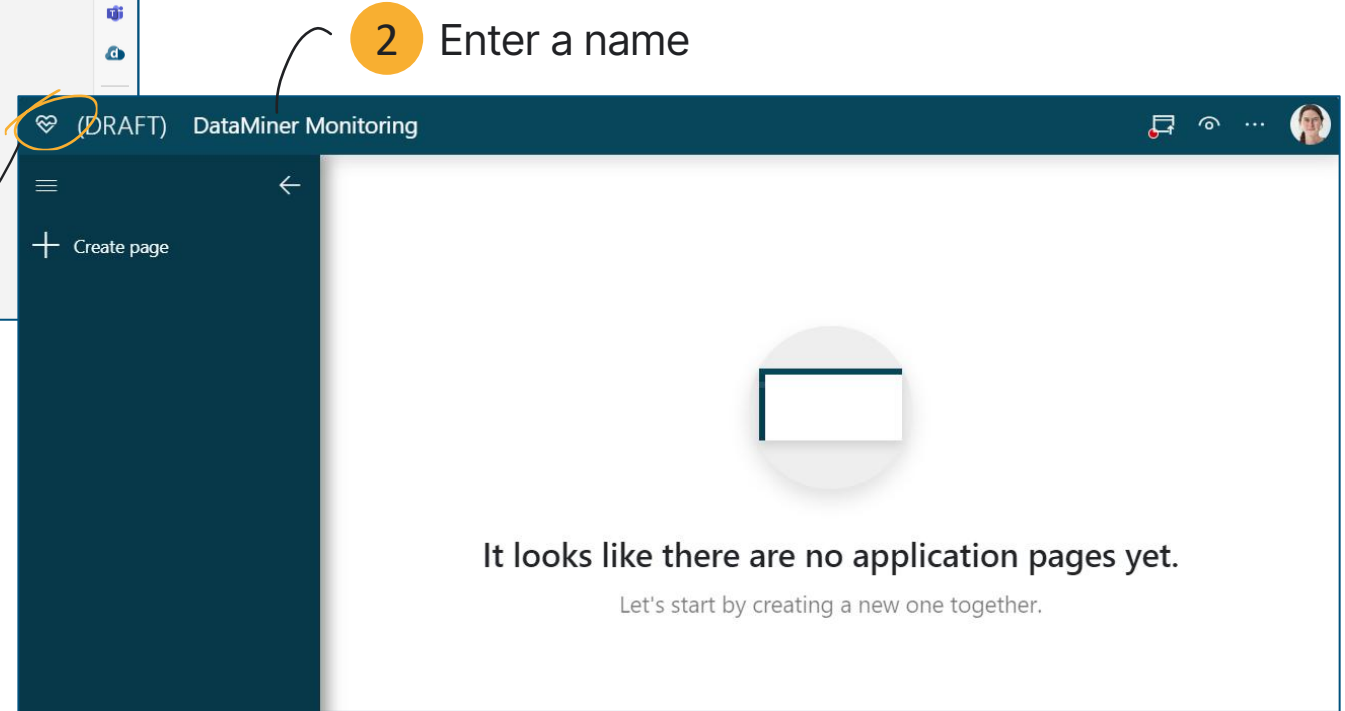 2 Enter a name
(DRAFT) DataMiner Monitoring
Create page
It looks like there are no application pages yet.
Let's start by creating a new one together.